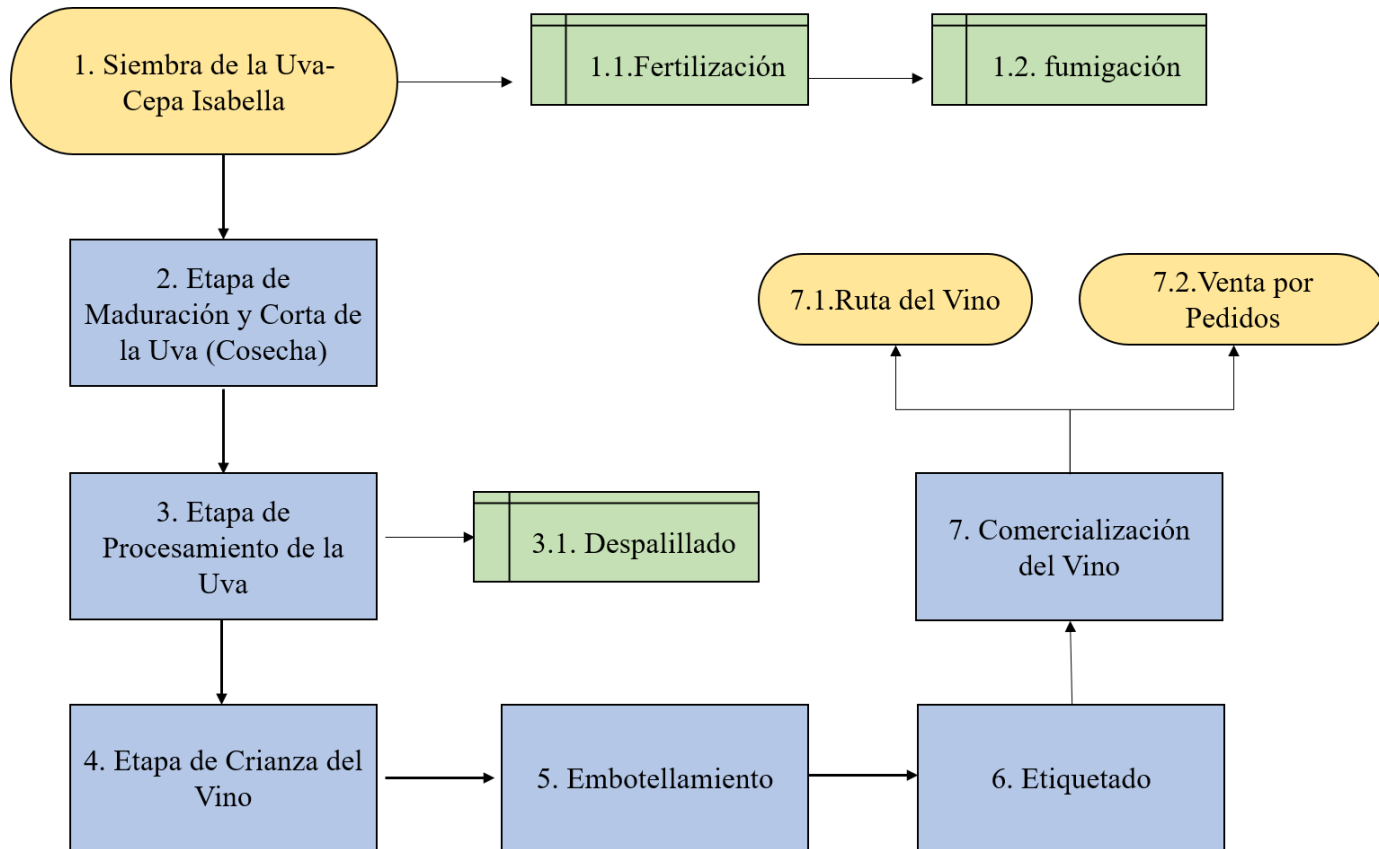 1. Siembra de la Uva-
Cepa Isabella
1.1.Fertilización
1.2. fumigación
2. Etapa de
Maduración y Corta de
la Uva (Cosecha)
7.1.Ruta del Vino
7.2.Venta por
Pedidos
3. Etapa de
Procesamiento de la
Uva
3.1. Despalillado
7. Comercialización
del Vino
4. Etapa de Crianza del
Vino
5. Embotellamiento
6. Etiquetado